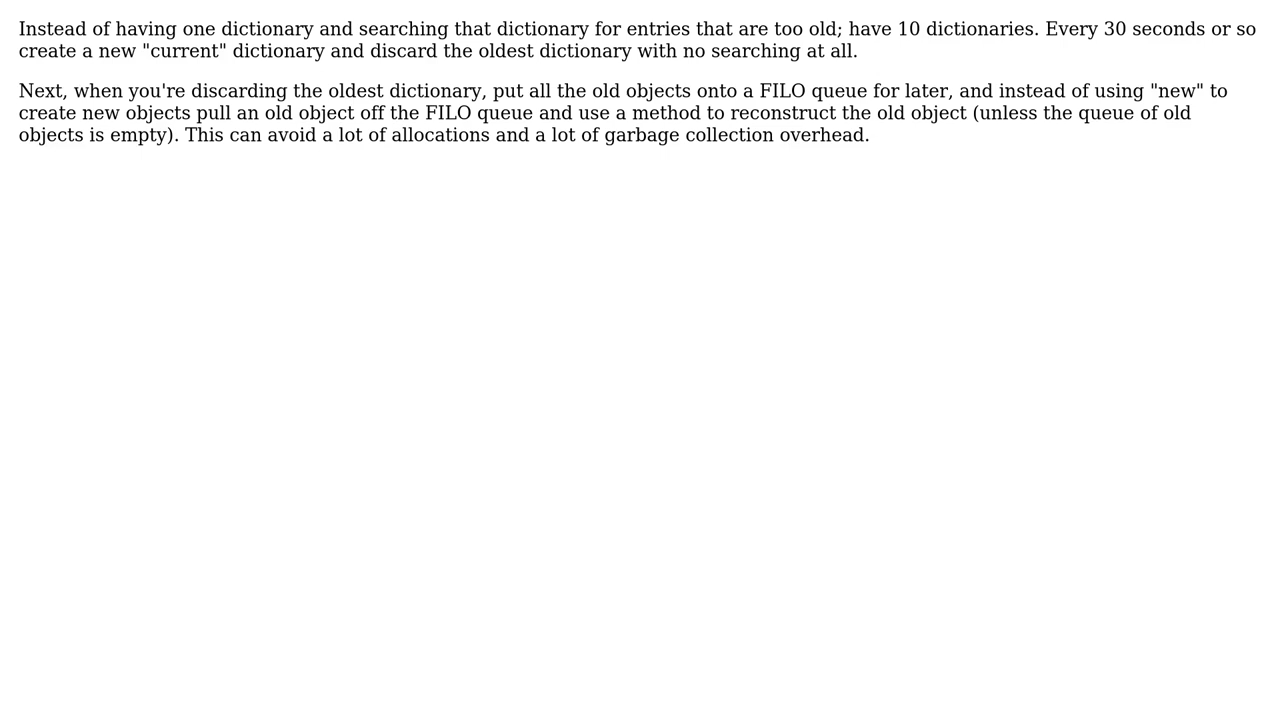 Instead of having one dictionary and searching that dictionary for entries that are too old; have 10 dictionaries. Every 30 seconds or so
create a new "current" dictionary and discard the oldest dictionary with no searching at all.
Next, when you're discarding the oldest dictionary, put all the old objects onto a FILO queue for later, and instead of using "new" to
create new objects pull an old object off the FILO queue and use a method to reconstruct the old object (unless the queue of old
objects is empty). This can avoid a lot of allocations and a lot of garbage collection overhead.